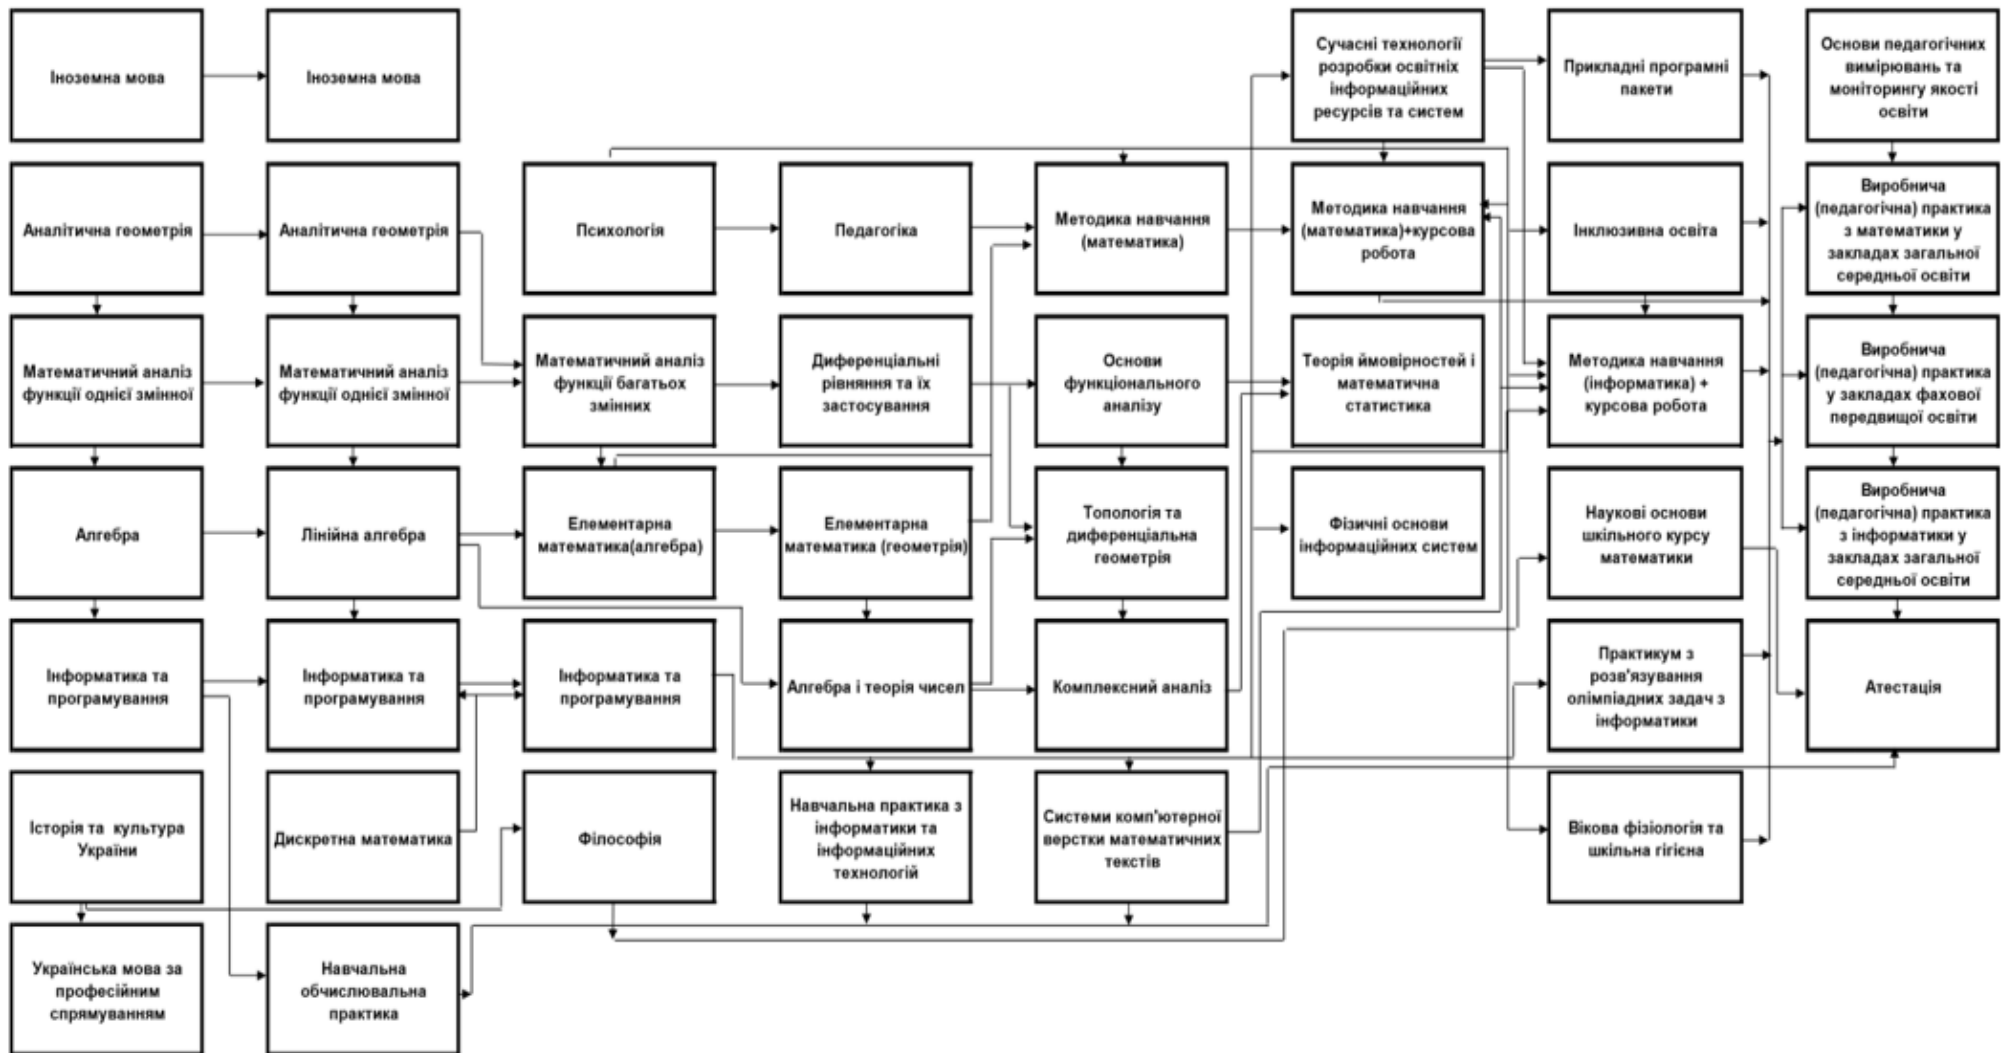 Іноземна мова
Іноземна мова
Сучасні технології
розробки освітніх
інформаційних
ресурсів та систем
Прикладні програмні
пакети
Основи педагогічних
вимірювань та
моніторингу якості
освіти
Аналітична геометрія
Аналітична геометрія
Психологія
Педагогіка
Методика навчання
(математика)
Методика навчання
(математика)+курсова
робота
Інклюзивна освіта
Виробнича
(педагогічна) практика
з математики у
закладах загальної
середньої освіти
Математичний аналіз
функції однієї змінної
Математичний аналіз
функції однієї змінної
Математичний аналіз
функції багатьох
змінних
Диференціальні
рівняння та їх
застосування
Основи
функціонального
аналізу
Теорія ймовірностей і
математична
статистика
Методика навчання
(інформатика) +
курсова робота
Виробнича
(педагогічна) практика
у закладах фахової
передвищої освіти
Алгебра
Лінійна алгебра
Елементарна
математика(алгебра)
Елементарна
математика (геометрія)
Топологія та
диференціальна
геометрія
Фізичні основи
інформаційних систем
Наукові основи
шкільного курсу
математики
Виробнича
(педагогічна) практика
з інформатики у
закладах загальної
середньої освіти
Інформатика та
програмування
Інформатика та
програмування
Інформатика та
програмування
Алгебра і теорія чисел
Комплексний аналіз
Практикум з
розв'язування
олімпіадних задач з
інформатики
Атестація
Історія та культура
України
Дискретна математика
Філософія
Навчальна практика з
інформатики та
інформаційних
технологій
Системи комп'ютерної
верстки математичних
текстів
Вікова фізіологія та
шкільна гігієна
Українська мова за
професійним
спрямуванням
Навчальна
обчислювальна
практика